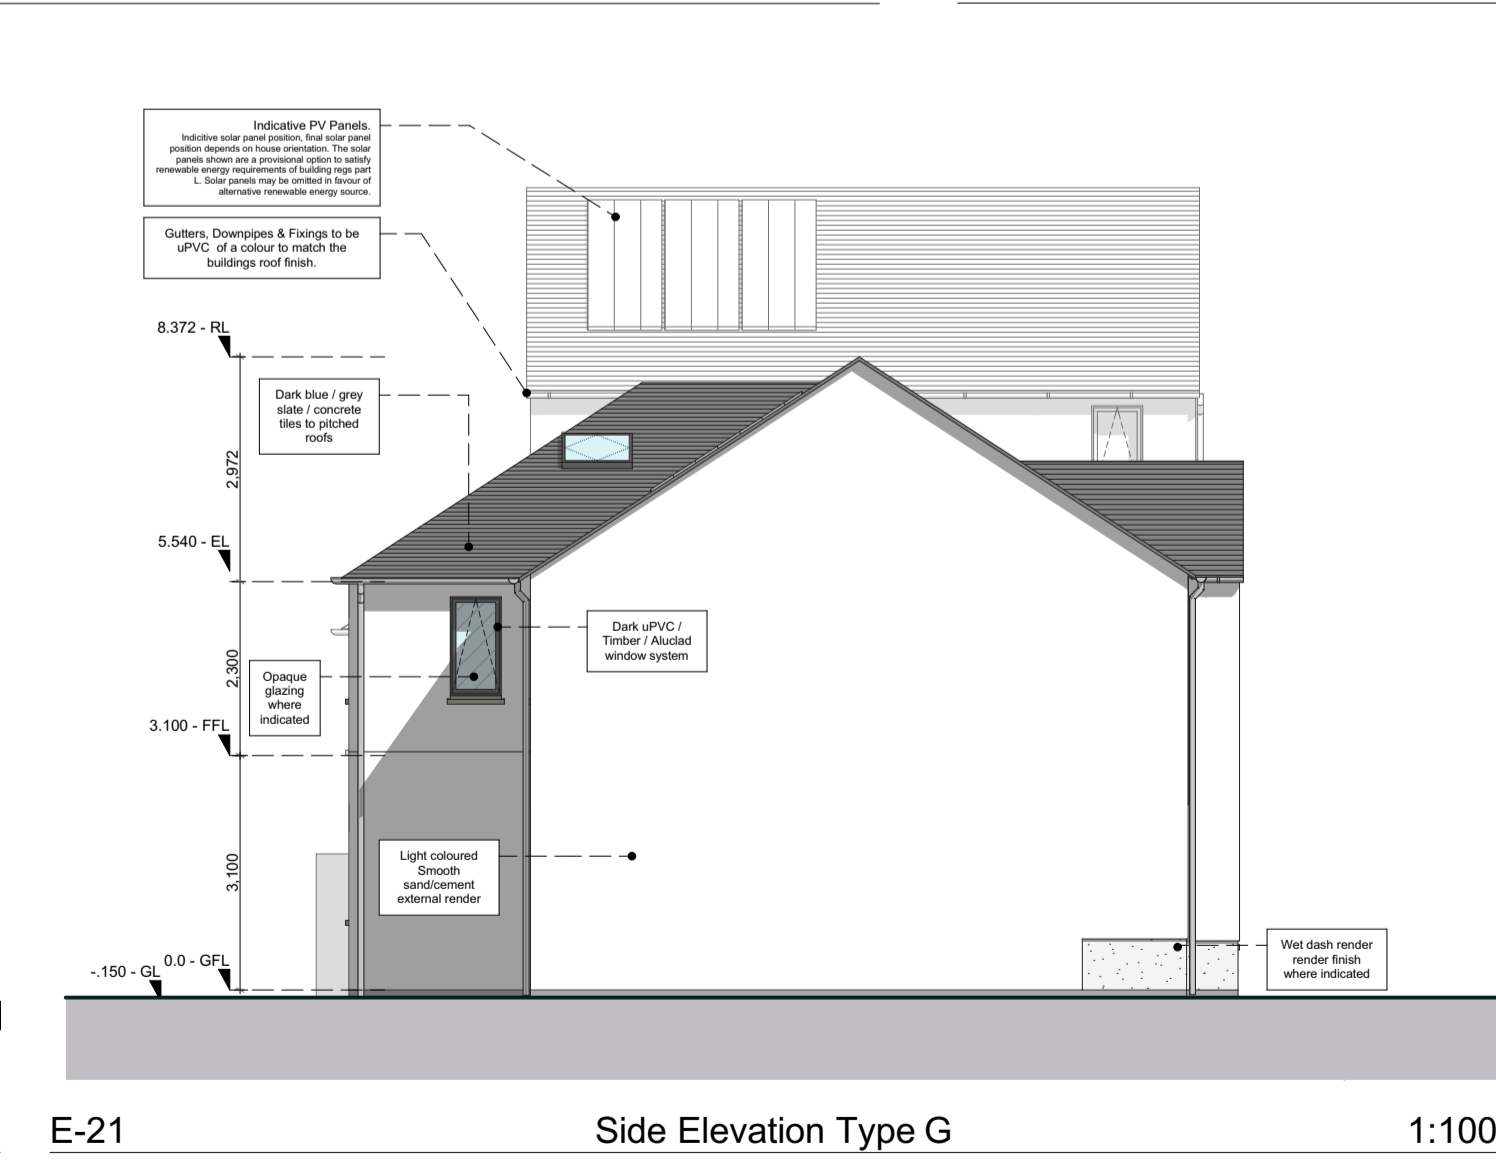 Indicative PV Panels.
Indicitive solar panel position, final solar panel
position depends on house orientation. The solar
panels shown are a provisional option to satisfy
renewable energy requirements of building regs part
L. Solar panels may be omitted in favour of
alternative renewable energy source.
Gutters, Downpipes & Fixings to be
uPVC of a colour to match the
buildings roof finish.
8.372 - RL
Dark blue / grey
slate / concrete
tiles to pitched
roofs
2,972
5.540 - EL
Dark uPVC /
Timber / Aluclad
window system
2,300
Opaque
glazing
where
indicated
3.100 - FFL
3,100
Light coloured
Smooth
sand/cement
external render
Wet dash render
render finish
where indicated
0.0 - GFL
-.150 - GL
E-21
Side Elevation Type G
1:100